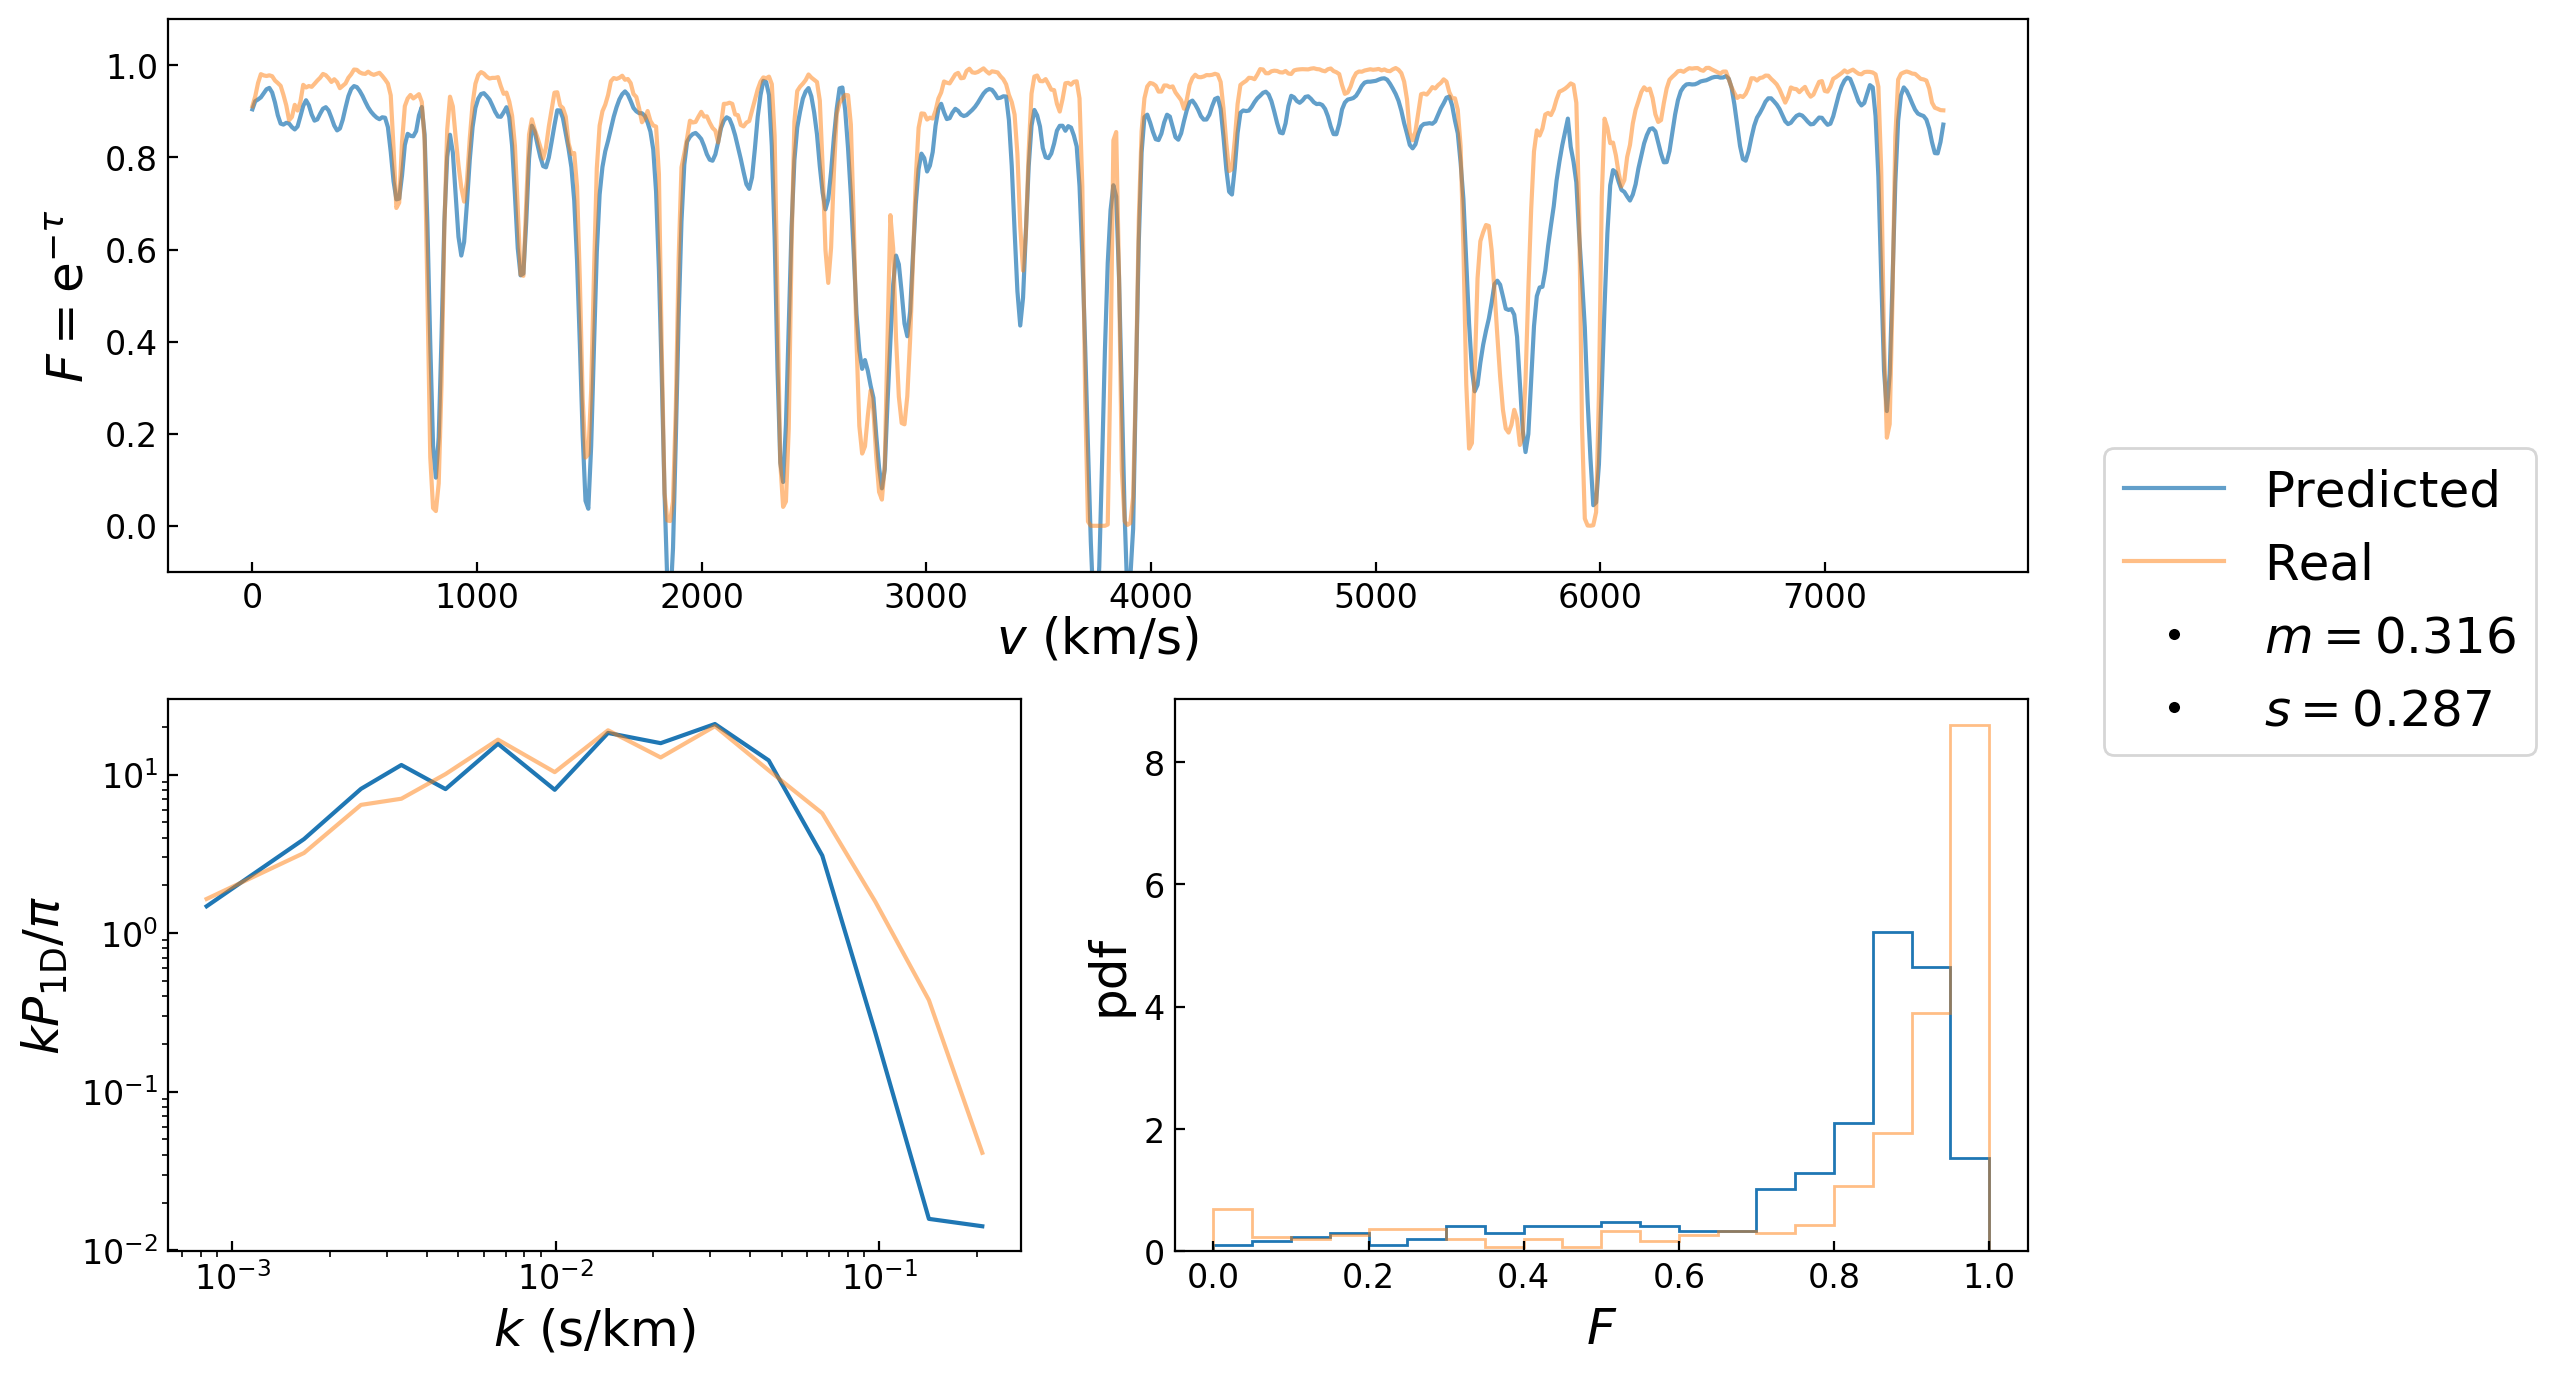 1.0
0.8
0.6
0.4
0.2
0.0
F = e^{−τ}
0 1000 2000 3000 4000 5000 6000 7000
v (km/s)
Predicted
Real
m = 0.316
s = 0.287
10^1
10^0
10^{−1}
10^{−2}
kP_{1D}/π
10^{−3} 10^{−2} 10^{−1}
k (s/km)
8
6
4
2
0
pdf
0.0 0.2 0.4 0.6 0.8 1.0
F